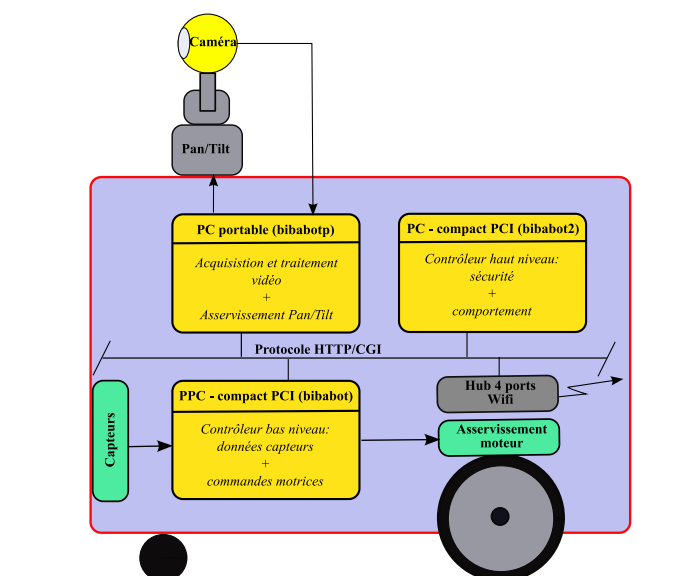 Caméra
Pan/Tilt
PC portable (bibabotp)
Acquisistion et traitement
vidéo
+
Asservissement Pan/Tilt
PC - compact PCI (bibabot2)
Contrôleur haut niveau:
sécurité
+
comportement
Protocole HTTP/CGI
Capteurs
PPC - compact PCI (bibabot)
Contrôleur bas niveau:
données capteurs
+
commandes motrices
Hub 4 ports
Wifi
Asservissement
moteur